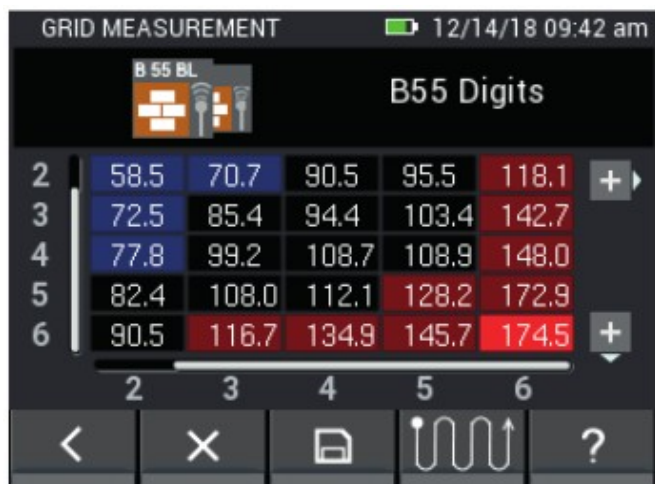 GRID MEASUREMENT 12/14/18 09:42 am
B 55 BL
B55 Digits
2 58.5 70.7 90.5 95.5 118.1 +
3 72.5 85.4 94.4 103.4 142.7
4 77.8 99.2 108.7 108.9 148.0
5 82.4 108.0 112.1 128.2 172.9
6 90.5 116.7 134.9 145.7 174.5 +
2 3 4 5 6
?